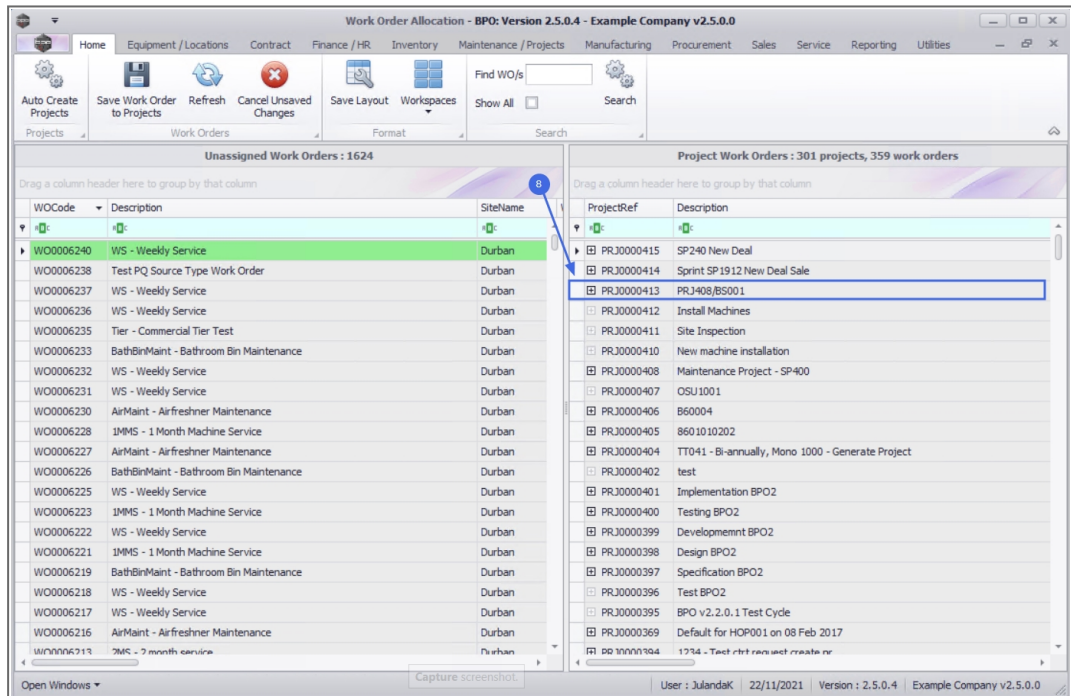 Work Order Allocation - BPO: Version 2.5.0.4 - Example Company v2.5.0.0
Home Equipment / Locations Contract Finance / HR Inventory Maintenance / Projects Manufacturing Procurement Sales Service Reporting Utilities
Find WO/s
Auto Create Projects
Save Work Order to Projects
Refresh
Cancel Unsaved Changes
Save Layout
Workspaces
Show All
Search
Projects Work Orders Format Search
Unassigned Work Orders : 1624
Drag a column header here to group by that column
WOCode Description SiteName
WO0006240 WS - Weekly Service Durban
WO0006238 Test PQ Source Type Work Order Durban
WO0006237 WS - Weekly Service Durban
WO0006236 WS - Weekly Service Durban
WO0006235 Tier - Commercial Tier Test Durban
WO0006233 BathBinMaint - Bathroom Bin Maintenance Durban
WO0006232 WS - Weekly Service Durban
WO0006231 WS - Weekly Service Durban
WO0006230 AirMaint - Airfreshner Maintenance Durban
WO0006228 1MMS - 1 Month Machine Service Durban
WO0006227 AirMaint - Airfreshner Maintenance Durban
WO0006226 BathBinMaint - Bathroom Bin Maintenance Durban
WO0006225 WS - Weekly Service Durban
WO0006223 1MMS - 1 Month Machine Service Durban
WO0006222 WS - Weekly Service Durban
WO0006221 1MMS - 1 Month Machine Service Durban
WO0006219 BathBinMaint - Bathroom Bin Maintenance Durban
WO0006218 WS - Weekly Service Durban
WO0006217 WS - Weekly Service Durban
WO0006216 AirMaint - Airfreshner Maintenance Durban
WO0006213 2MS - 2 month service Durban
Project Work Orders : 301 projects, 359 work orders
8
Drag a column header here to group by that column
ProjectRef Description
PRJ0000415 SP240 New Deal
PRJ0000414 Sprint SP1912 New Deal Sale
PRJ0000413 PRJ408/BS001
PRJ0000412 Install Machines
PRJ0000411 Site Inspection
PRJ0000410 New machine installation
PRJ0000408 Maintenance Project - SP400
PRJ0000407 OSU1001
PRJ0000406 B60004
PRJ0000405 8601010202
PRJ0000404 TT041 - Bi-annually, Mono 1000 - Generate Project
PRJ0000402 test
PRJ0000401 Implementation BPO2
PRJ0000400 Testing BPO2
PRJ0000399 Developmemnt BPO2
PRJ0000398 Design BPO2
PRJ0000397 Specification BPO2
PRJ0000396 Test BPO2
PRJ0000395 BPO v2.2.0.1 Test Cycle
PRJ0000369 Default for HOP001 on 08 Feb 2017
PRJ0000394 1234 - Test ctrt request create pr
Capture screenshot.
Open Windows User : JulandaK 22/11/2021 Version : 2.5.0.4 Example Company v2.5.0.0